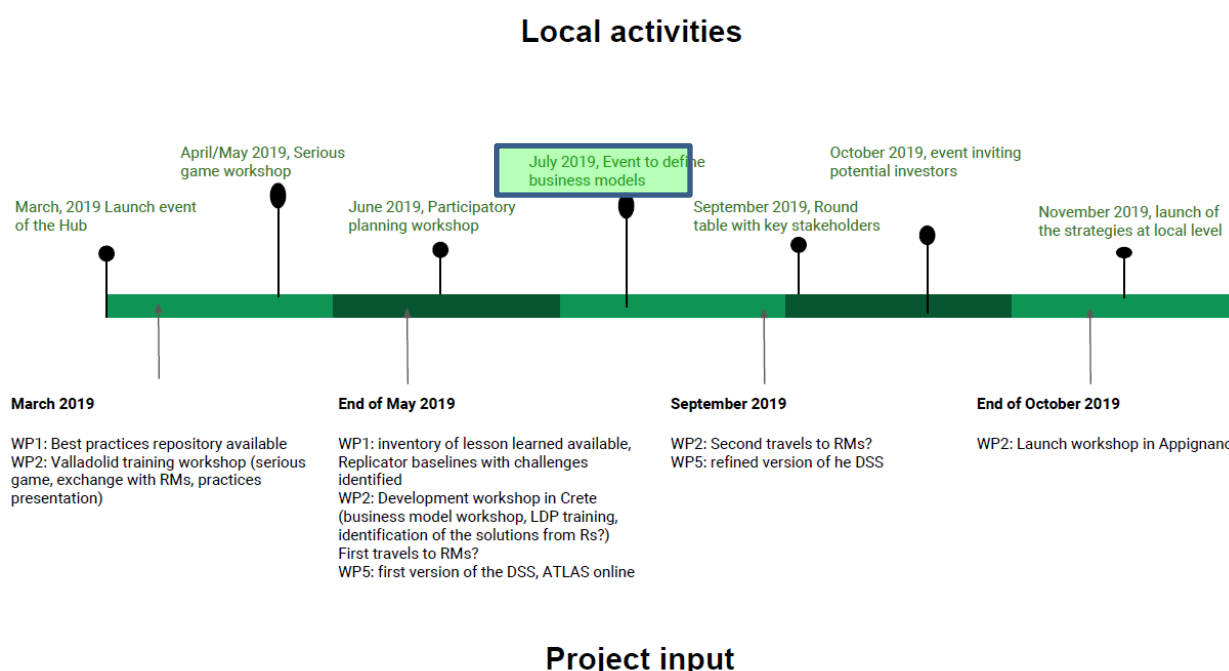 Local activities
April/May 2019, Serious
game workshop
July 2019, Event to define
business models
October 2019, event inviting
potential investors
March, 2019 Launch event
of the Hub
June 2019, Participatory
planning workshop
September 2019, Round
table with key stakeholders
November 2019, launch of
the strategies at local level
March 2019
WP1: Best practices repository available
WP2: Valladolid training workshop (serious
game, exchange with RMs, practices
presentation)
End of May 2019
WP1: inventory of lesson learned available,
Replicator baselines with challenges
identified
WP2: Development workshop in Crete
(business model workshop, LDP training,
identification of the solutions from Rs?)
First travels to RMs?
WP5: first version of the DSS, ATLAS online
September 2019
WP2: Second travels to RMs?
WP5: refined version of he DSS
End of October 2019
WP2: Launch workshop in Appignano
Project input